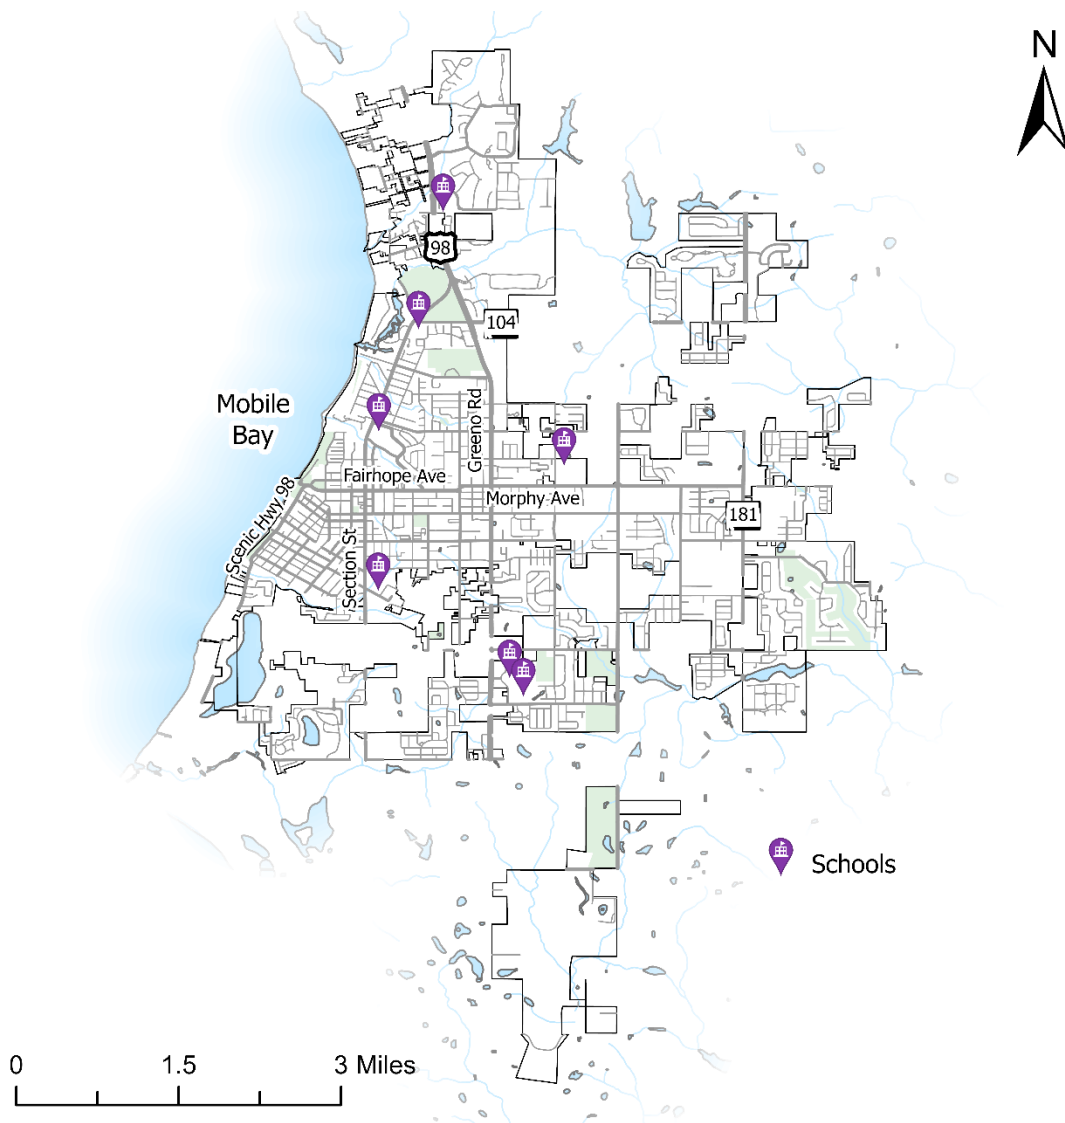 N
98
104
Mobile
Bay
Greeno Rd
Fairhope Ave
Scenic Hwy 98
Morphy Ave
181
Section St
Schools
0 1.5 3 Miles